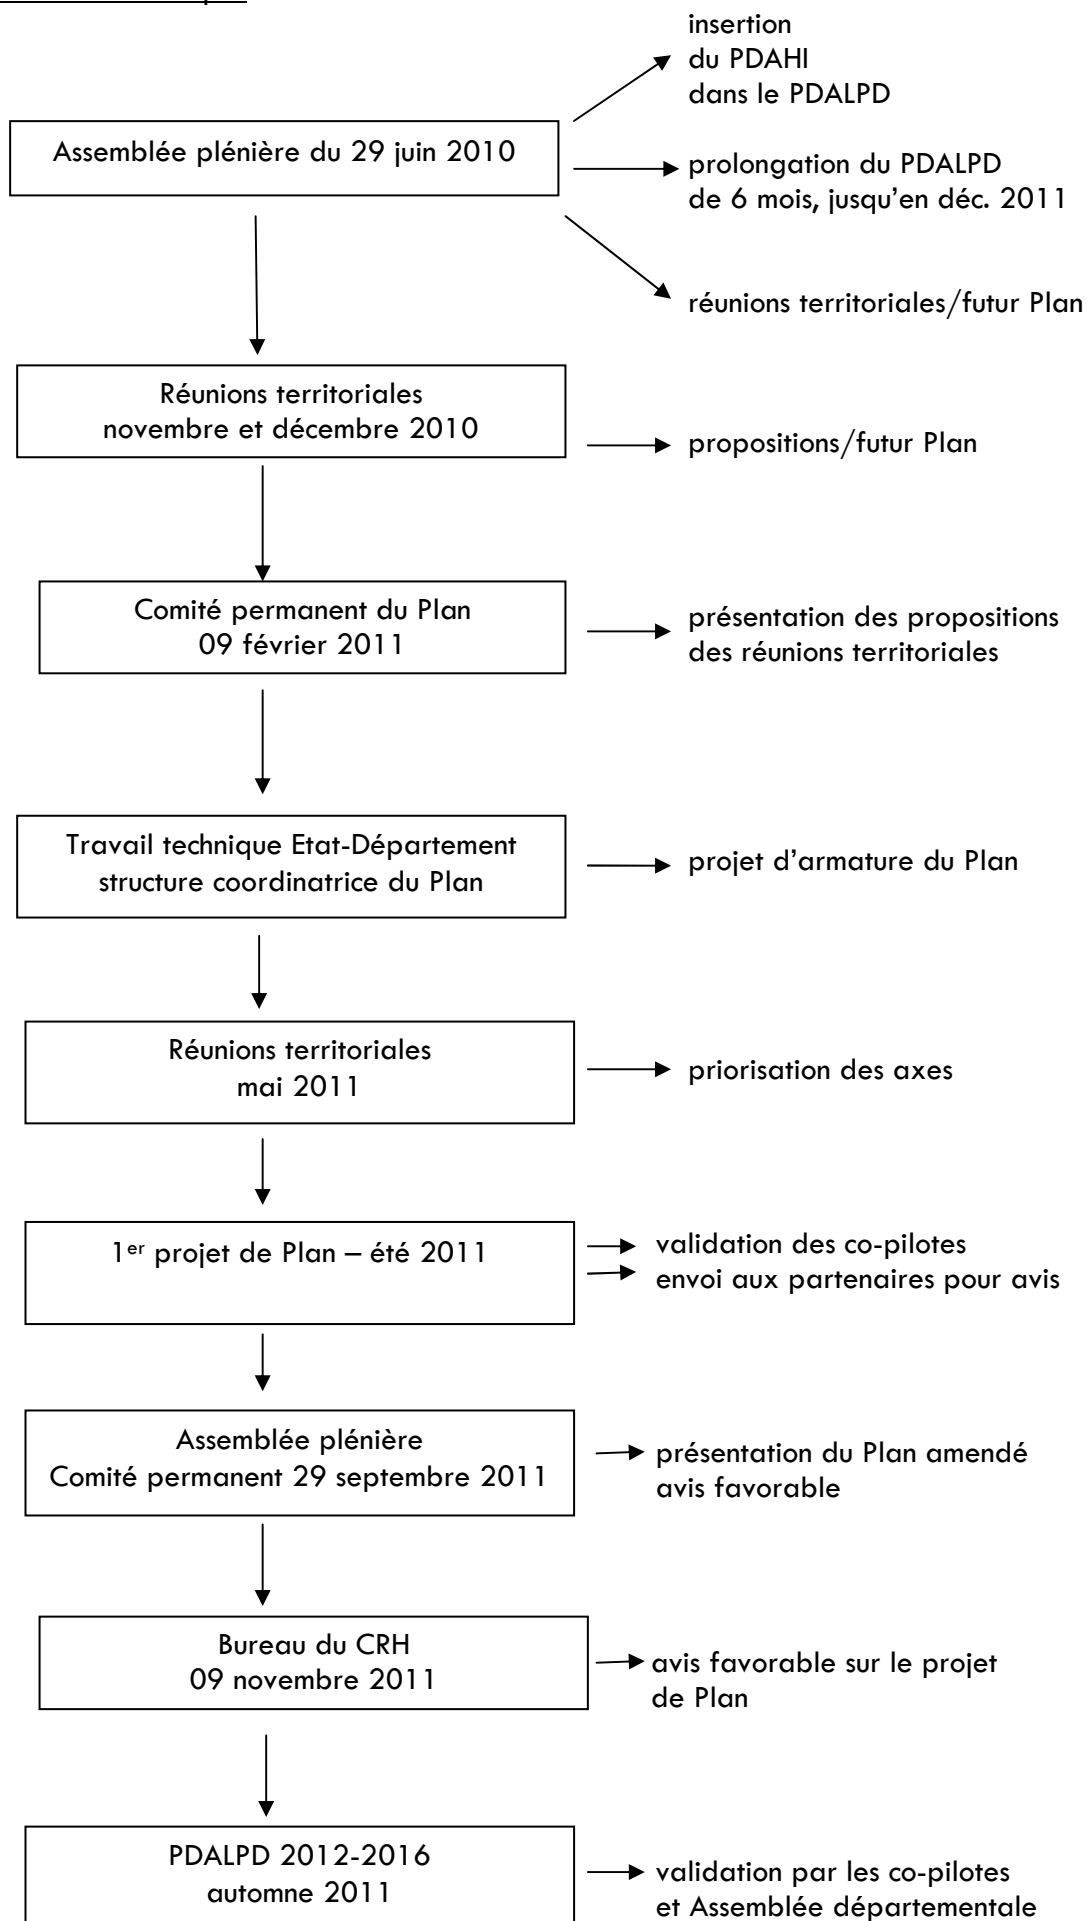 insertion
du PDAHI
dans le PDALPD
Assemblée plénière du 29 juin 2010
prolongation du PDALPD
de 6 mois, jusqu'en déc. 2011
réunions territoriales/futur Plan
Réunions territoriales
novembre et décembre 2010
propositions/futur Plan
Comité permanent du Plan
09 février 2011
présentation des propositions
des réunions territoriales
Travail technique Etat-Département
structure coordinatrice du Plan
projet d'armature du Plan
Réunions territoriales
mai 2011
priorisation des axes
1er projet de Plan – été 2011
validation des co-pilotes
envoi aux partenaires pour avis
Assemblée plénière
Comité permanent 29 septembre 2011
présentation du Plan amendé
avis favorable
Bureau du CRH
09 novembre 2011
avis favorable sur le projet
de Plan
PDALPD 2012-2016
automne 2011
validation par les co-pilotes
et Assemblée départementale